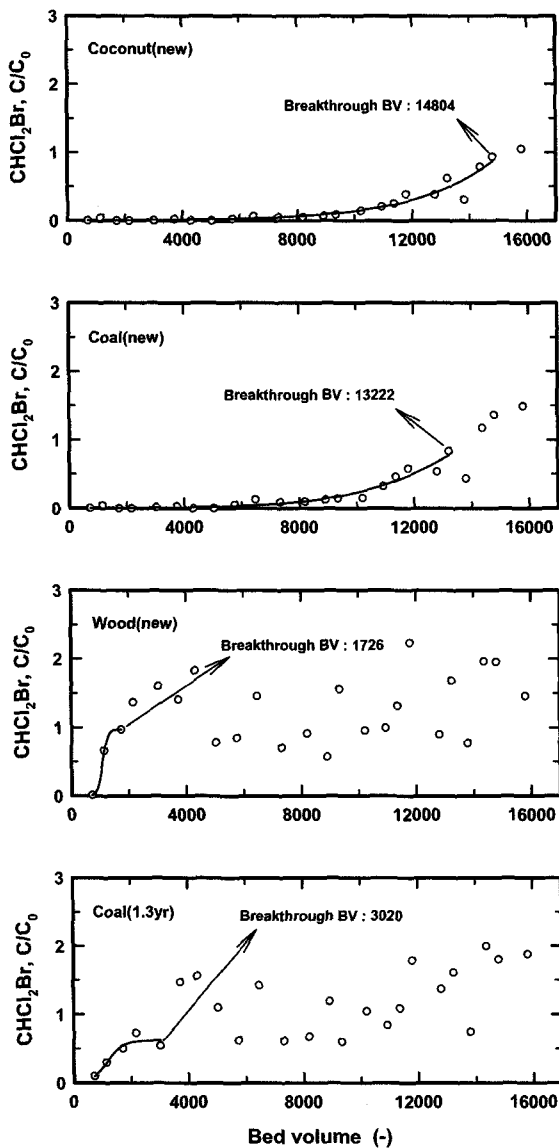 3
Coconut(new)
2
Breakthrough BV : 14804
1
0
CHCl₂Br, C/C₀
0 4000 8000 12000 16000
3
Coal(new)
2
Breakthrough BV : 13222
1
0
CHCl₂Br, C/C₀
0 4000 8000 12000 16000
3
Wood(new)
Breakthrough BV : 1726
2
1
0
CHCl₂Br, C/C₀
0 4000 8000 12000 16000
3
Coal(1.3yr)
Breakthrough BV : 3020
2
1
0
CHCl₂Br, C/C₀
0 4000 8000 12000 16000
Bed volume (-)